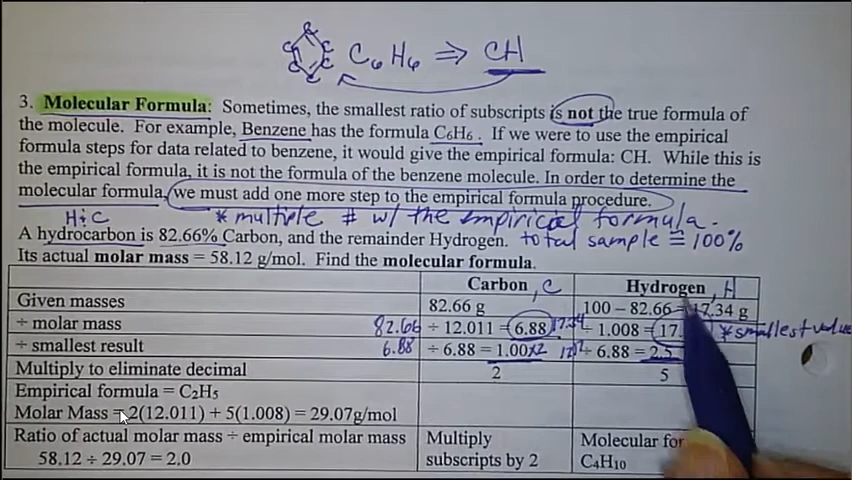 C₆H₆ ⇒ CH
3. Molecular Formula: Sometimes, the smallest ratio of subscripts is not the true formula of
the molecule. For example, Benzene has the formula C₆H₆ . If we were to use the empirical
formula steps for data related to benzene, it would give the empirical formula: CH. While this is
the empirical formula, it is not the formula of the benzene molecule. In order to determine the
molecular formula, we must add one more step to the empirical formula procedure.
H&C * multiple # w/ the empirical formula.
A hydrocarbon is 82.66% Carbon, and the remainder Hydrogen. total sample ≅ 100%
Its actual molar mass = 58.12 g/mol. Find the molecular formula.
Carbon, C Hydrogen, H
Given masses 82.66 g 100 – 82.66 = 17.34 g
÷ molar mass 82.66 ÷ 12.011 = 6.88 17.34 ÷ 1.008 = 17. * smallest value
÷ smallest result 6.88 ÷ 6.88 = 1.00 x2 17.2 ÷ 6.88 = 2.5
Multiply to eliminate decimal 2 5
Empirical formula = C₂H₅
Molar Mass = 2(12.011) + 5(1.008) = 29.07g/mol
Ratio of actual molar mass ÷ empirical molar mass Multiply Molecular for
58.12 ÷ 29.07 = 2.0 subscripts by 2 C₄H₁₀